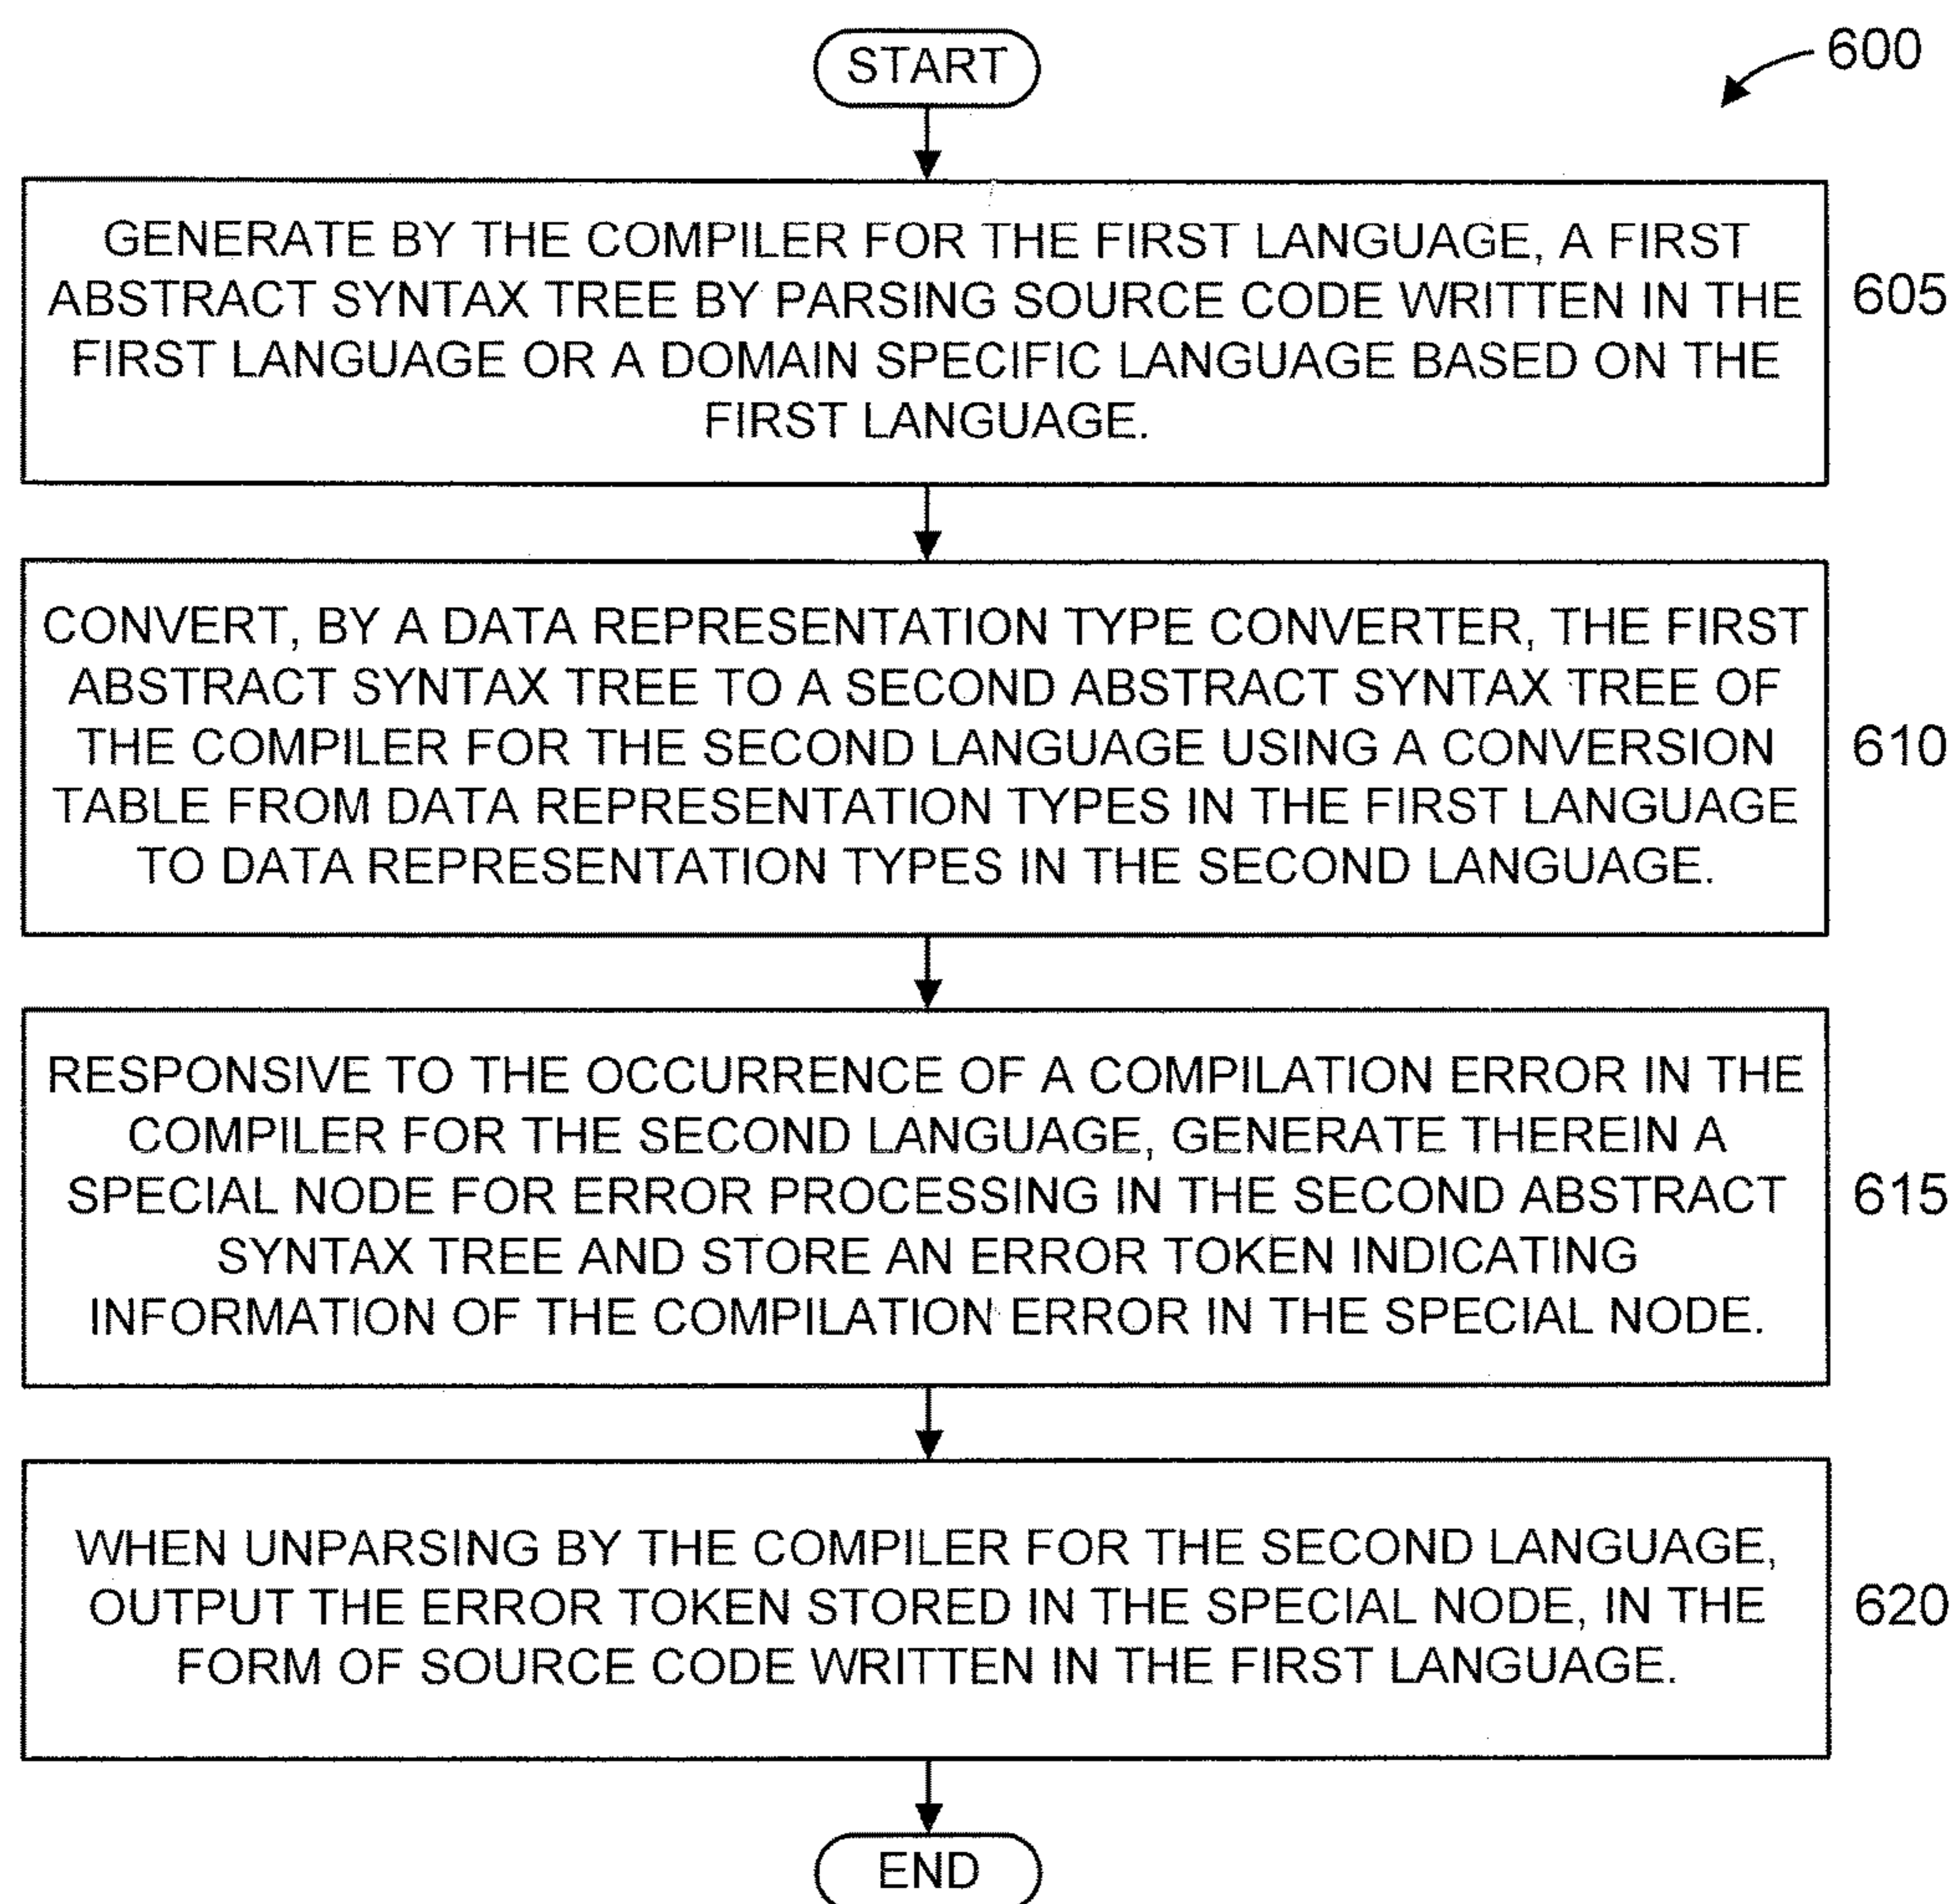 START
600
GENERATE BY THE COMPILER FOR THE FIRST LANGUAGE, A FIRST
ABSTRACT SYNTAX TREE BY PARSING SOURCE CODE WRITTEN IN THE
FIRST LANGUAGE OR A DOMAIN SPECIFIC LANGUAGE BASED ON THE
FIRST LANGUAGE.
605
CONVERT, BY A DATA REPRESENTATION TYPE CONVERTER, THE FIRST
ABSTRACT SYNTAX TREE TO A SECOND ABSTRACT SYNTAX TREE OF
THE COMPILER FOR THE SECOND LANGUAGE USING A CONVERSION
TABLE FROM DATA REPRESENTATION TYPES IN THE FIRST LANGUAGE
TO DATA REPRESENTATION TYPES IN THE SECOND LANGUAGE.
610
RESPONSIVE TO THE OCCURRENCE OF A COMPILATION ERROR IN THE
COMPILER FOR THE SECOND LANGUAGE, GENERATE THEREIN A
SPECIAL NODE FOR ERROR PROCESSING IN THE SECOND ABSTRACT
SYNTAX TREE AND STORE AN ERROR TOKEN INDICATING
INFORMATION OF THE COMPILATION ERROR IN THE SPECIAL NODE.
615
WHEN UNPARSING BY THE COMPILER FOR THE SECOND LANGUAGE,
OUTPUT THE ERROR TOKEN STORED IN THE SPECIAL NODE, IN THE
FORM OF SOURCE CODE WRITTEN IN THE FIRST LANGUAGE.
620
END